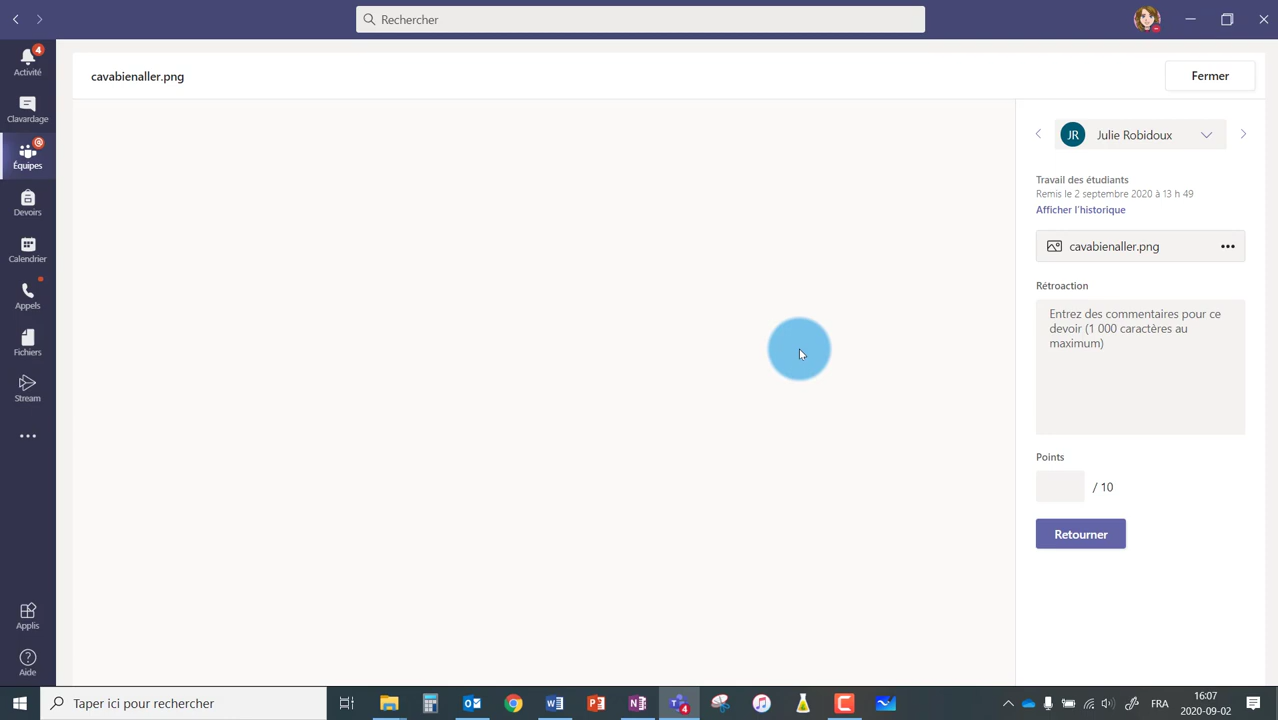 Rechercher
4
Activité
Clavardage
Équipes
Devoirs
Calendrier
Appels
Fichiers
Stream
Applis
Aide
cavabienaller.png
Fermer
JR Julie Robidoux
Travail des étudiants
Remis le 2 septembre 2020 à 13 h 49
Afficher l'historique
cavabienaller.png
Rétroaction
Entrez des commentaires pour ce
devoir (1 000 caractères au
maximum)
Points
/ 10
Retourner
Taper ici pour rechercher
4
FRA
16:07
2020-09-02